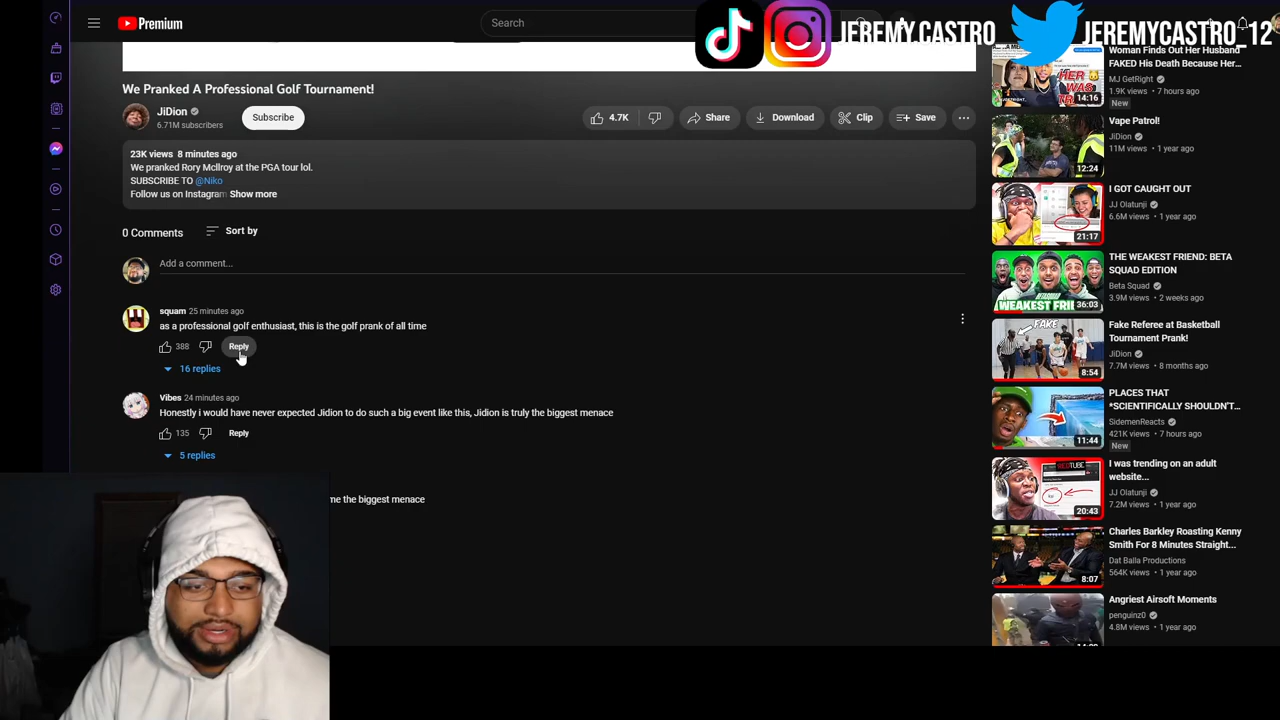 Premium
Search
JEREMY CASTRO
JEREMYCASTRO_12
We Pranked A Professional Golf Tournament!
JiDion
6.71M subscribers
Subscribe
4.7K
Share
Download
Clip
Save
23K views 8 minutes ago
We pranked Rory McIlroy at the PGA tour lol.
SUBSCRIBE TO @Niko
Follow us on Instagram Show more
0 Comments
Sort by
Add a comment...
squam 25 minutes ago
as a professional golf enthusiast, this is the golf prank of all time
388
Reply
16 replies
Vibes 24 minutes ago
Honestly i would have never expected Jidion to do such a big event like this, Jidion is truly the biggest menace
135
Reply
5 replies
me the biggest menace
Woman Finds Out Her Husband
FAKED His Death Because Her...
MJ GetRight
1.9K views • 7 hours ago
New
14:16
Vape Patrol!
JiDion
11M views • 1 year ago
12:24
I GOT CAUGHT OUT
JJ Olatunji
6.6M views • 1 year ago
21:17
THE WEAKEST FRIEND: BETA
SQUAD EDITION
Beta Squad
3.9M views • 2 weeks ago
WEAKEST FRIE
36:03
Fake Referee at Basketball
Tournament Prank!
JiDion
7.7M views • 8 months ago
FAKE
8:54
PLACES THAT
*SCIENTIFICALLY SHOULDN'T...
SidemenReacts
421K views • 7 hours ago
New
11:44
I was trending on an adult
website...
JJ Olatunji
7.2M views • 1 year ago
20:43
Charles Barkley Roasting Kenny
Smith For 8 Minutes Straight...
Dat Balla Productions
564K views • 1 year ago
8:07
Angriest Airsoft Moments
penguinz0
4.8M views • 1 year ago